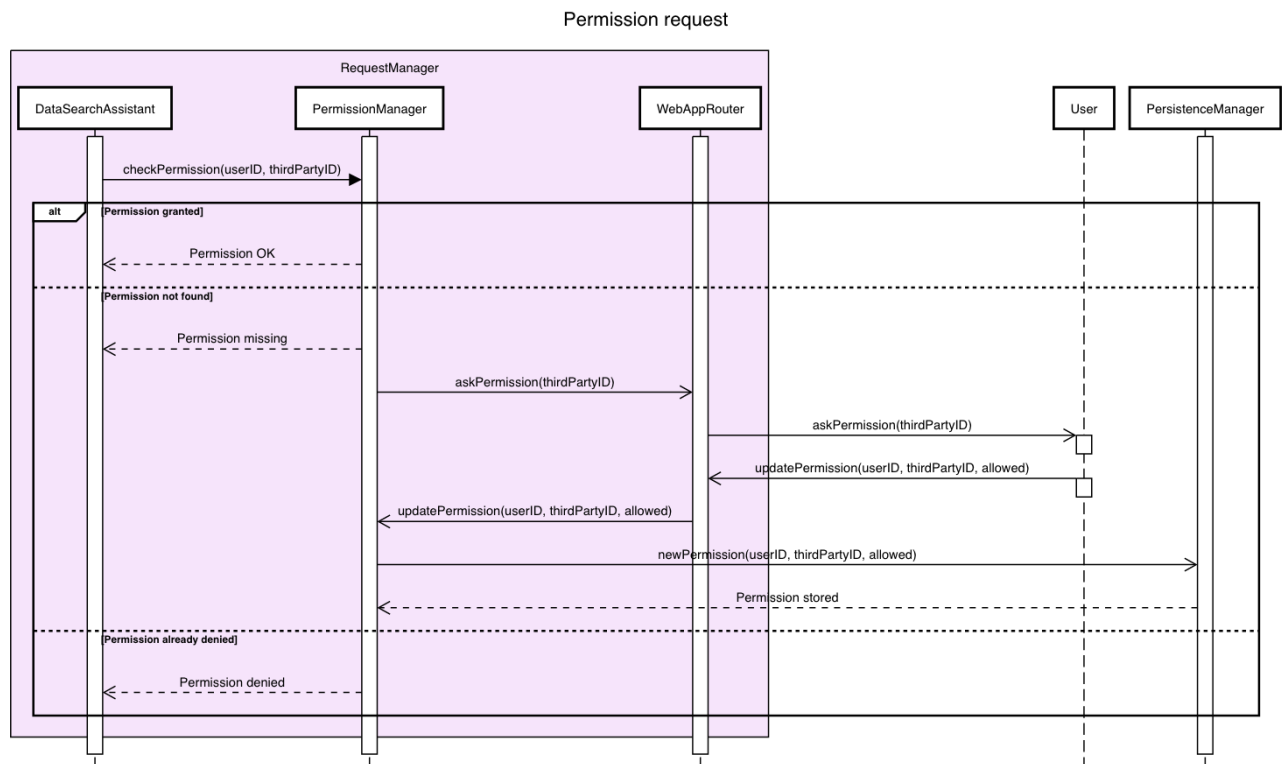 Permission request
RequestManager
DataSearchAssistant
PermissionManager
WebAppRouter
User
PersistenceManager
checkPermission(userID, thirdPartyID)
alt
[Permission granted]
Permission OK
[Permission not found]
Permission missing
askPermission(thirdPartyID)
askPermission(thirdPartyID)
updatePermission(userID, thirdPartyID, allowed)
updatePermission(userID, thirdPartyID, allowed)
newPermission(userID, thirdPartyID, allowed)
Permission stored
[Permission already denied]
Permission denied